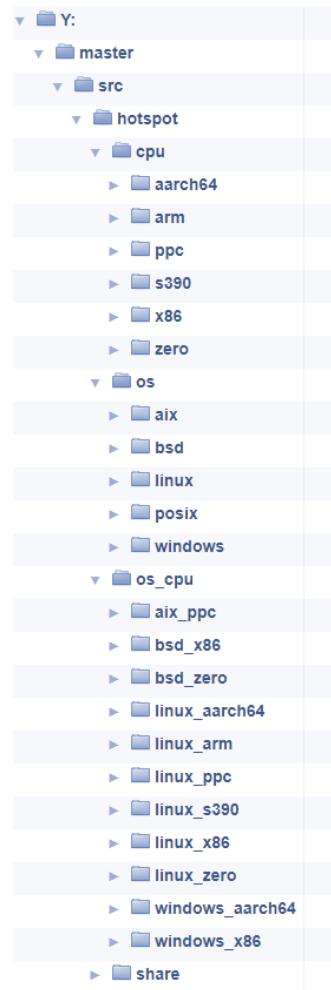 Y:
master
src
hotspot
cpu
aarch64
arm
ppc
s390
x86
zero
os
aix
bsd
linux
posix
windows
os_cpu
aix_ppc
bsd_x86
bsd_zero
linux_aarch64
linux_arm
linux_ppc
linux_s390
linux_x86
linux_zero
windows_aarch64
windows_x86
share